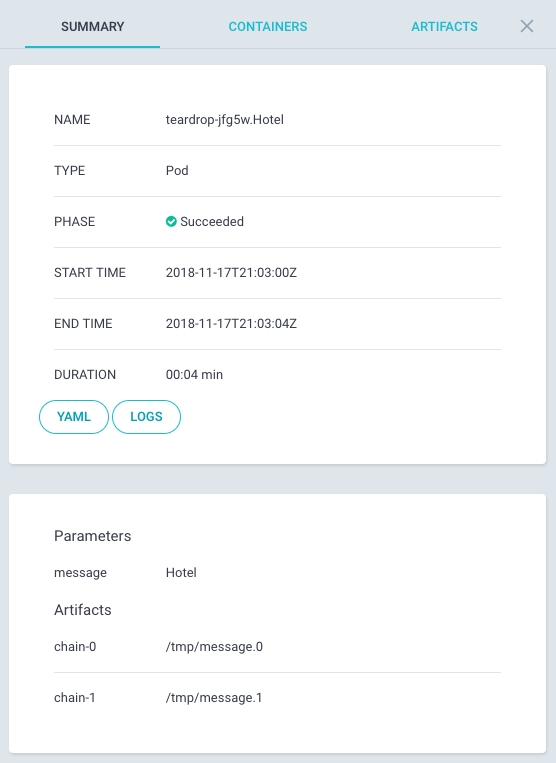 SUMMARY CONTAINERS ARTIFACTS
NAME teardrop-jfg5w.Hotel
TYPE Pod
PHASE Succeeded
START TIME 2018-11-17T21:03:00Z
END TIME 2018-11-17T21:03:04Z
DURATION 00:04 min
YAML LOGS
Parameters
message Hotel
Artifacts
chain-0 /tmp/message.0
chain-1 /tmp/message.1